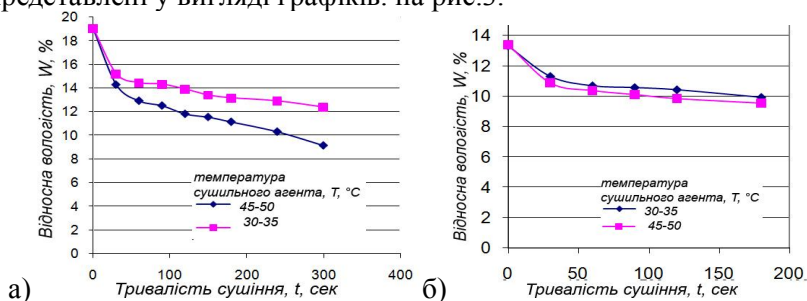 редставлені у вигляді графіків. на рис.3.
20
18
16
14
12
10
8
6
4
2
0
Відносна вологість, W, %
температура
сушильного агента, Т, °С
45-50
30-35
0 100 200 300 400
а) Тривалість сушіння, t, сек
14
12
10
8
6
4
2
0
Відносна вологість, W, %
температура
сушильного агента, Т, °С
30-35
45-50
0 50 100 150 200
б) Тривалість сушіння, t, сек